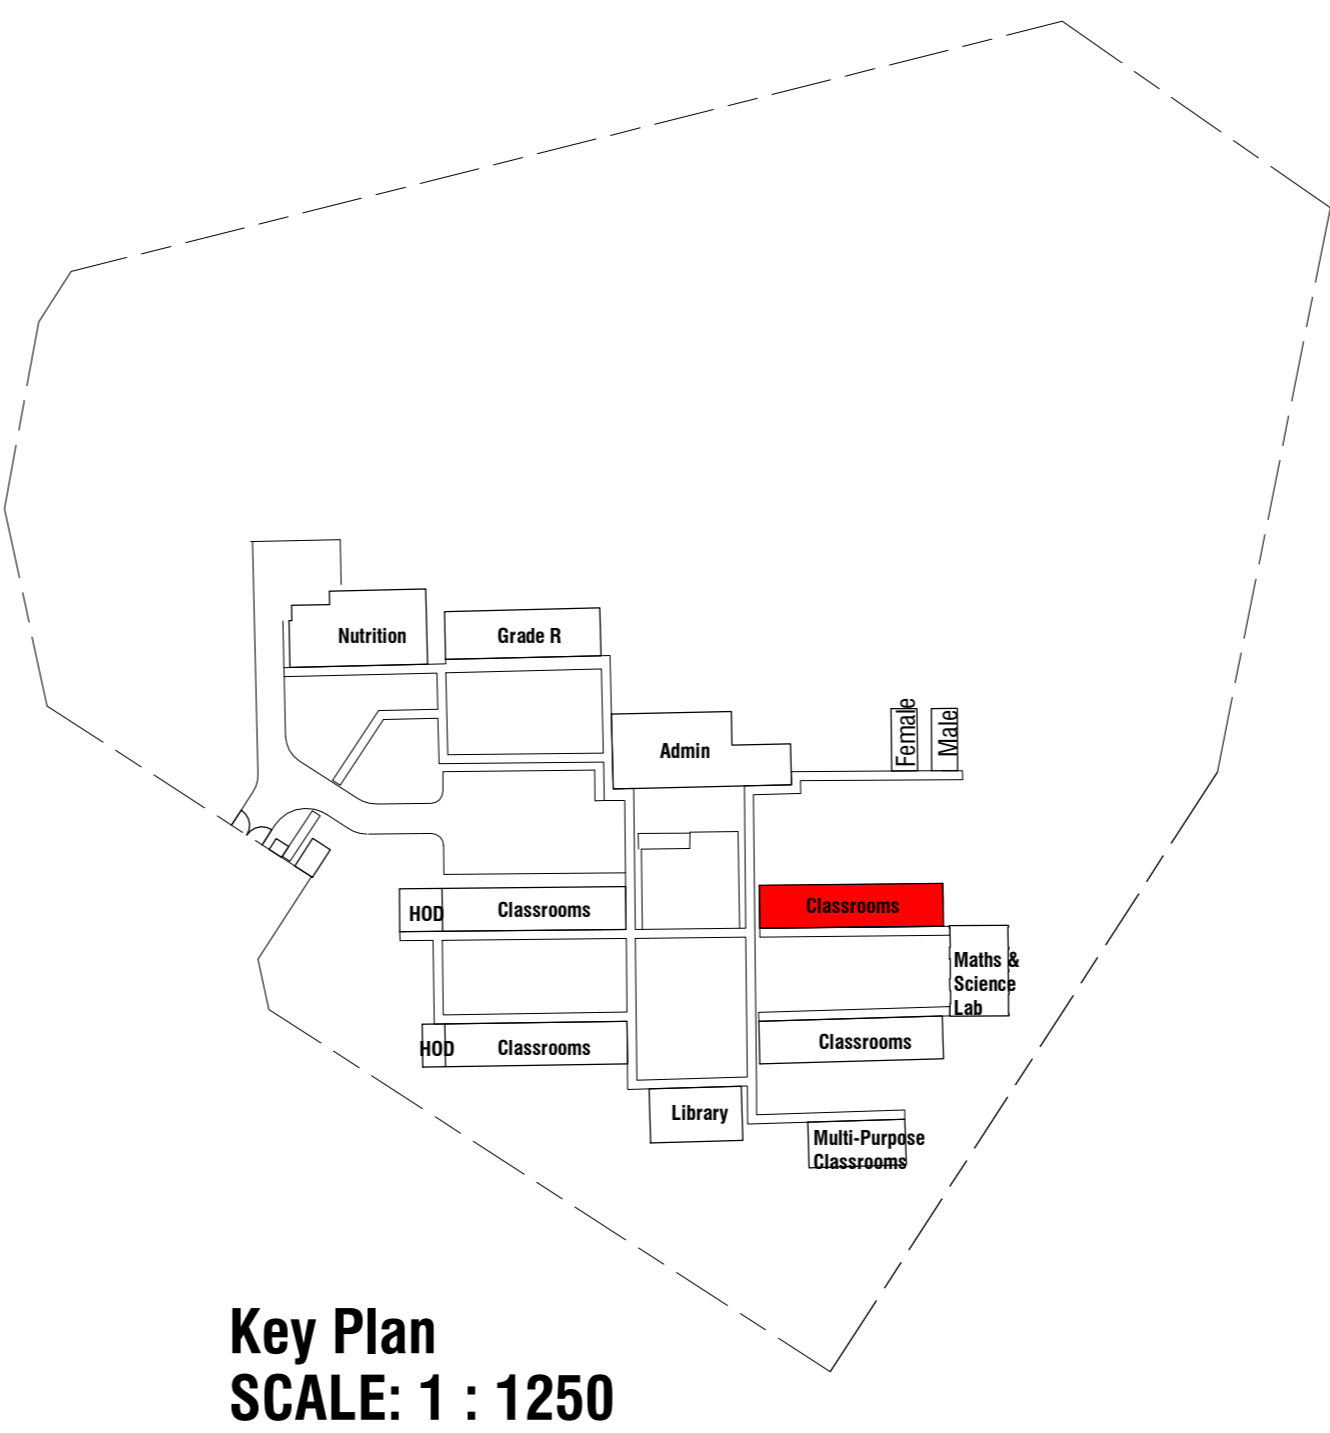 Nutrition
Grade R
Admin
Female
Male
HOD
Classrooms
Classrooms
Maths &
Science
Lab
HOD
Classrooms
Classrooms
Library
Multi-Purpose
Classrooms
Key Plan
SCALE: 1 : 1250